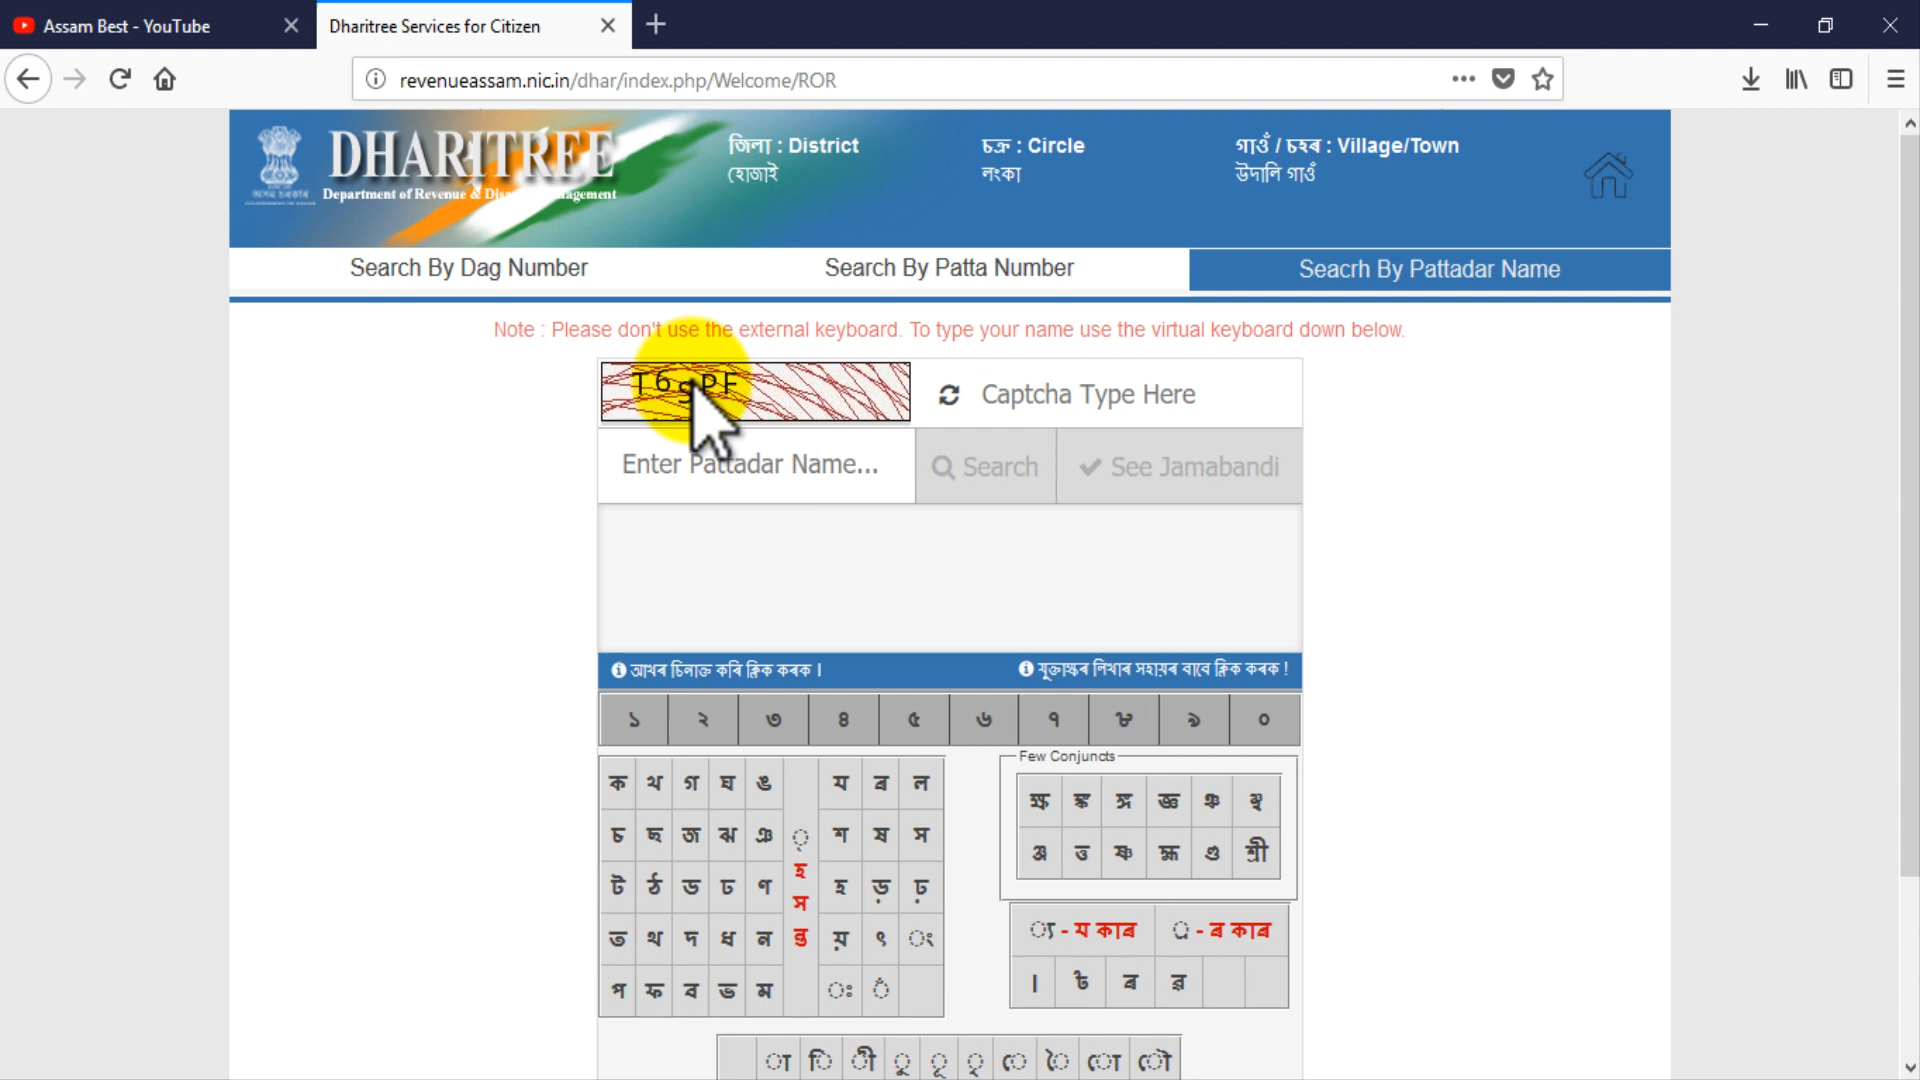 Assam Best - YouTube
Dharitree Services for Citizen
revenueassam.nic.in/dhar/index.php/Welcome/ROR
DHARITREE
Department of Revenue &
জিলা : District
হোজাই
চক্ৰ : Circle
লংকা
গাওঁ / চহৰ : Village/Town
উদালি গাওঁ
Search By Dag Number
Search By Patta Number
Seacrh By Pattadar Name
Note : Please don't use the external keyboard. To type your name use the virtual keyboard down below.
Captcha Type Here
Enter Pattadar Name...
Search
See Jamabandi
আখৰ চিনাক্ত কৰি ক্লিক কৰক ।
যুক্তাক্ষৰ লিখাৰ সহায়ৰ বাবে ক্লিক কৰক !
১ ২ ৩ ৪ ৫ ৬ ৭ ৮ ৯ ০
Few Conjuncts
ক খ গ ঘ ঙ য ৰ ল
চ ছ জ ঝ ঞ শ ষ স
ট ঠ ড ঢ ণ হ ড় ঢ়
ত থ দ ধ ন য় ৎ ং
প ফ ব ভ ম ঃ ঁ
হসন্ত
্য - য কাৰ
্ৰ - ৰ কাৰ
া ি ী ু ূ ৃ ে ৈ ো ৌ